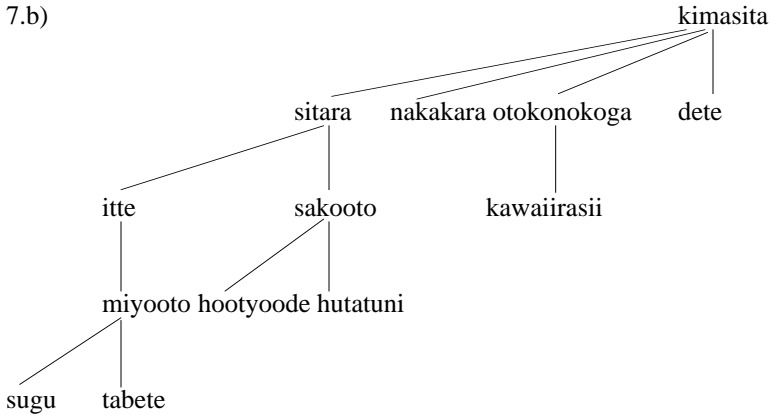 7.b) kimasita
sitara nakakara otokonokoga dete
itte sakooto kawaiirasii
miyooto hootyoode hutatuni
sugu tabete